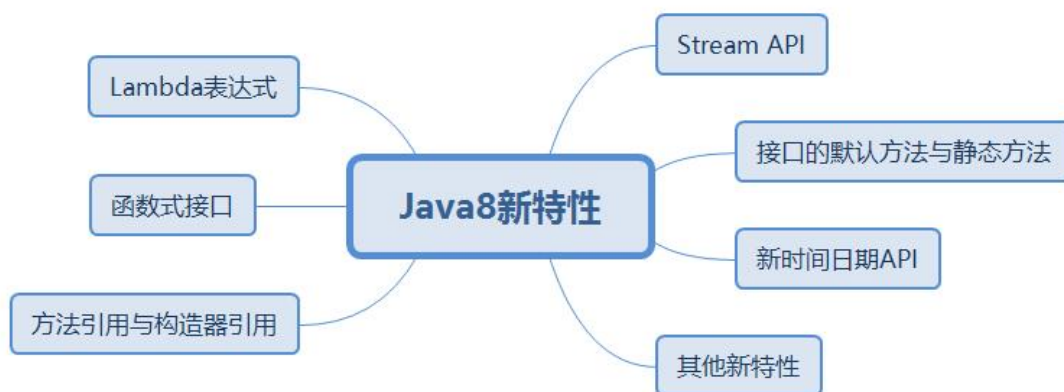 Stream API
Lambda表达式
接口的默认方法与静态方法
函数式接口
Java8新特性
新时间日期API
方法引用与构造器引用
其他新特性